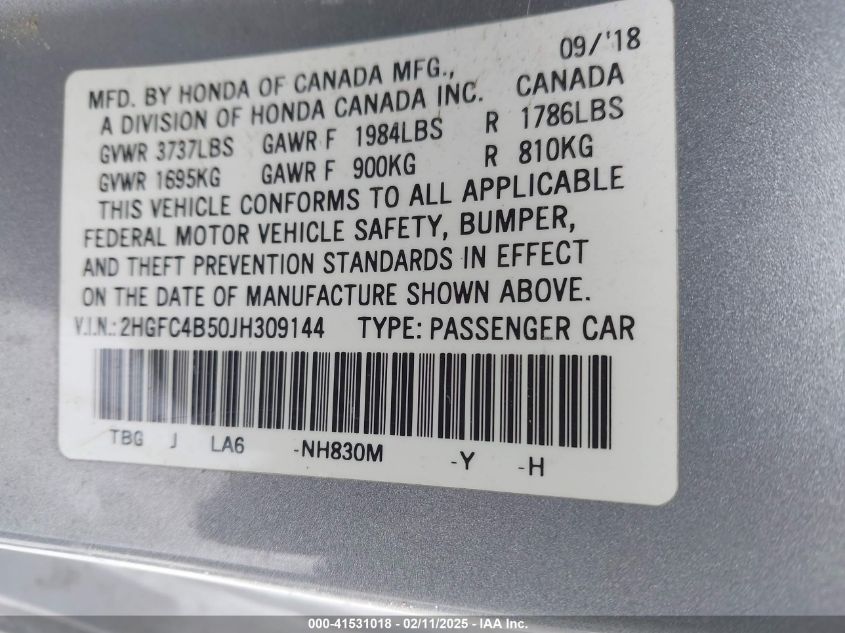 09/'18
MFD. BY HONDA OF CANADA MFG.,
A DIVISION OF HONDA CANADA INC. CANADA
GVWR 3737LBS GAWR F 1984LBS R 1786LBS
GVWR 1695KG GAWR F 900KG R 810KG
THIS VEHICLE CONFORMS TO ALL APPLICABLE
FEDERAL MOTOR VEHICLE SAFETY, BUMPER,
AND THEFT PREVENTION STANDARDS IN EFFECT
ON THE DATE OF MANUFACTURE SHOWN ABOVE.
V.I.N.: 2HGFC4B50JH309144 TYPE: PASSENGER CAR
TBG J LA6 -NH830M -Y -H
000-41531018 - 02/11/2025 - IAA Inc.